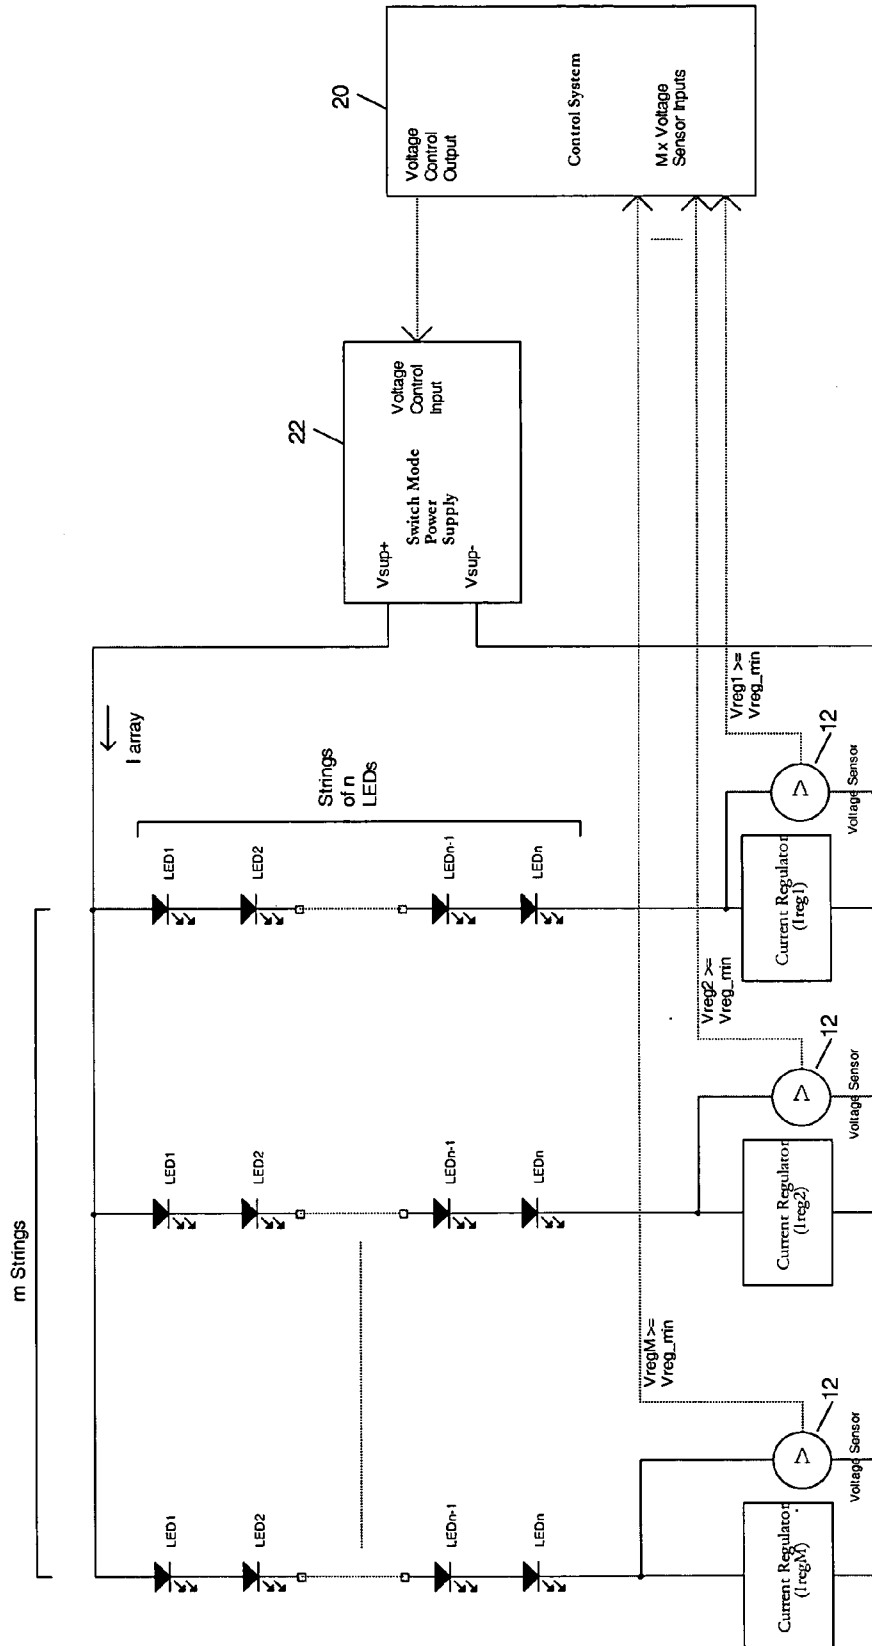 20
Voltage
Control
Output
Control System
Mx Voltage
Sensor Inputs
22
Voltage
Control
Input
Switch Mode
Power
Supply
Vsup+
Vsup-
I array
Strings
of n
LEDs
m Strings
LED1
LED2
LEDn-1
LEDn
LED1
LED2
LEDn-1
LEDn
LED1
LED2
LEDn-1
LEDn
Vreg1 >=
Vreg_min
12
V
Voltage Sensor
Current Regulator
(Ireg1)
Vreg2 >=
Vreg_min
12
V
Voltage Sensor
Current Regulator
(Ireg2)
VregM >=
Vreg_min
12
V
Voltage Sensor
Current Regulator
(IregM)